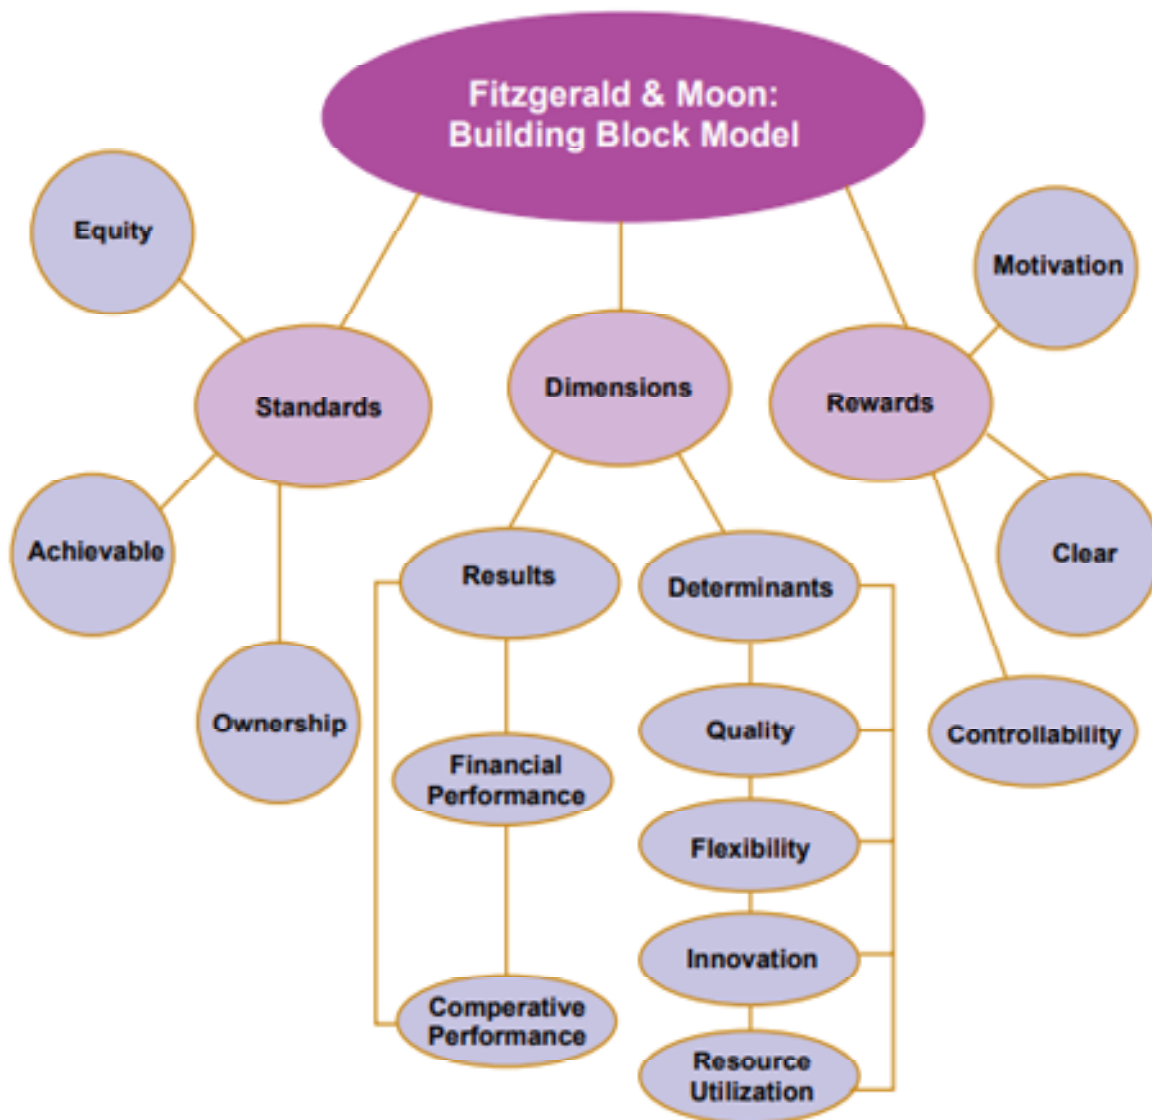 Fitzgerald & Moon:
Building Block Model
Equity
Motivation
Standards
Dimensions
Rewards
Achievable
Clear
Results
Determinants
Ownership
Quality
Controllability
Financial
Performance
Flexibility
Innovation
Comperative
Performance
Resource
Utilization